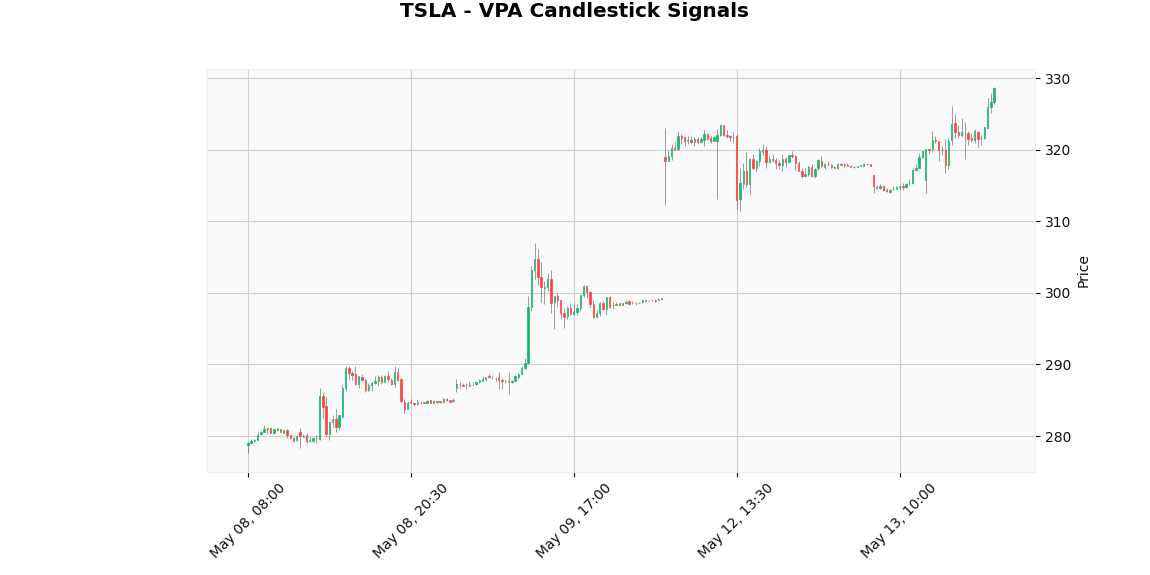 TSLA - VPA Candlestick Signals
330
320
310
300
290
280
Price
May 08, 08:00
May 08, 20:30
May 09, 17:00
May 12, 13:30
May 13, 10:00